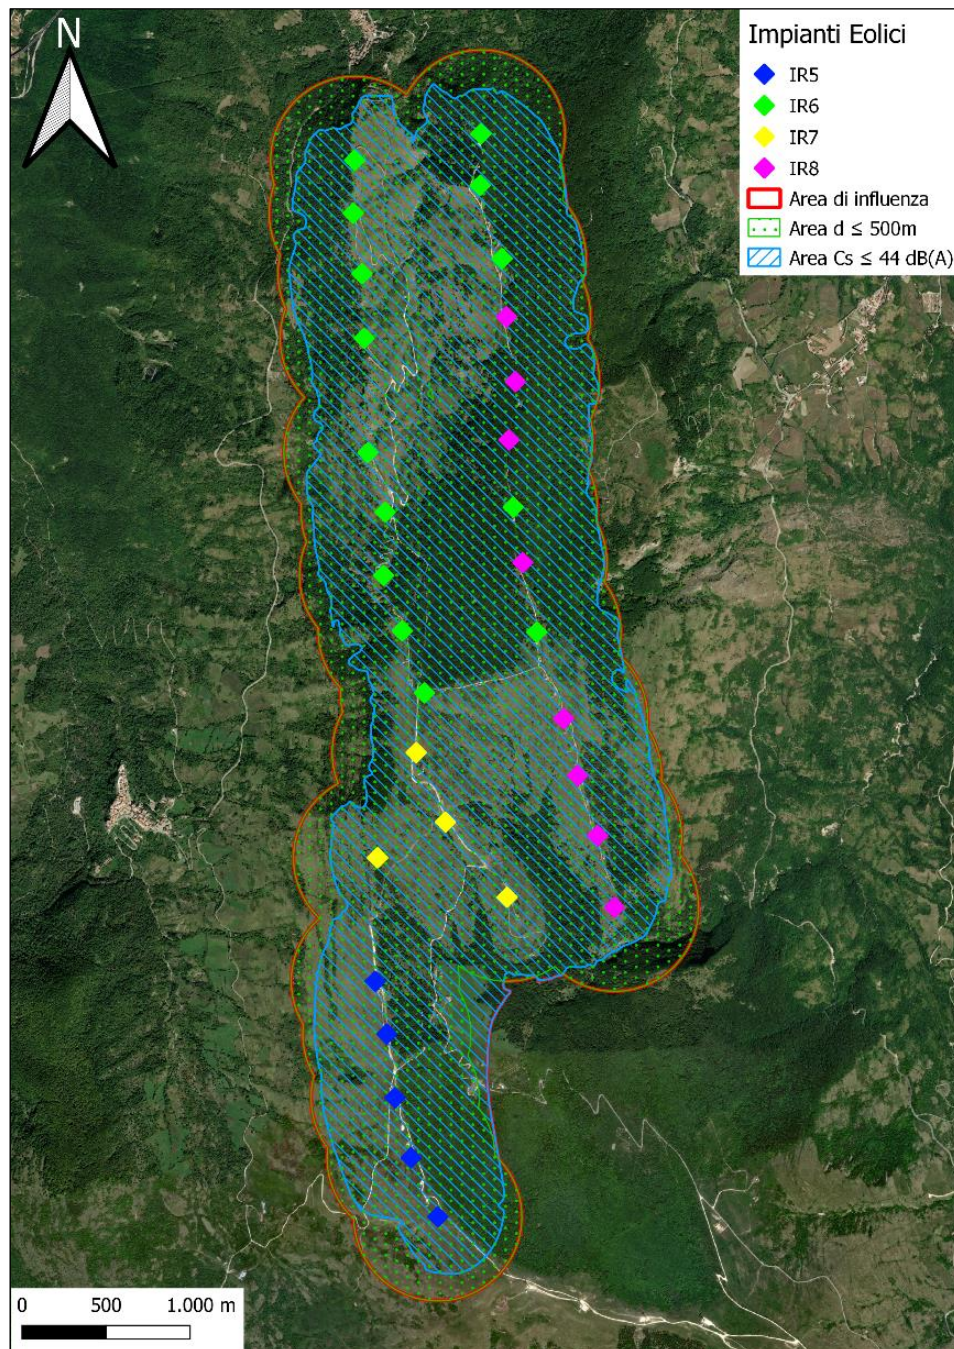 N
Impianti Eolici
IR5
IR6
IR7
IR8
Area di influenza
Area d ≤ 500m
Area Cs ≤ 44 dB(A)
0 500 1.000 m